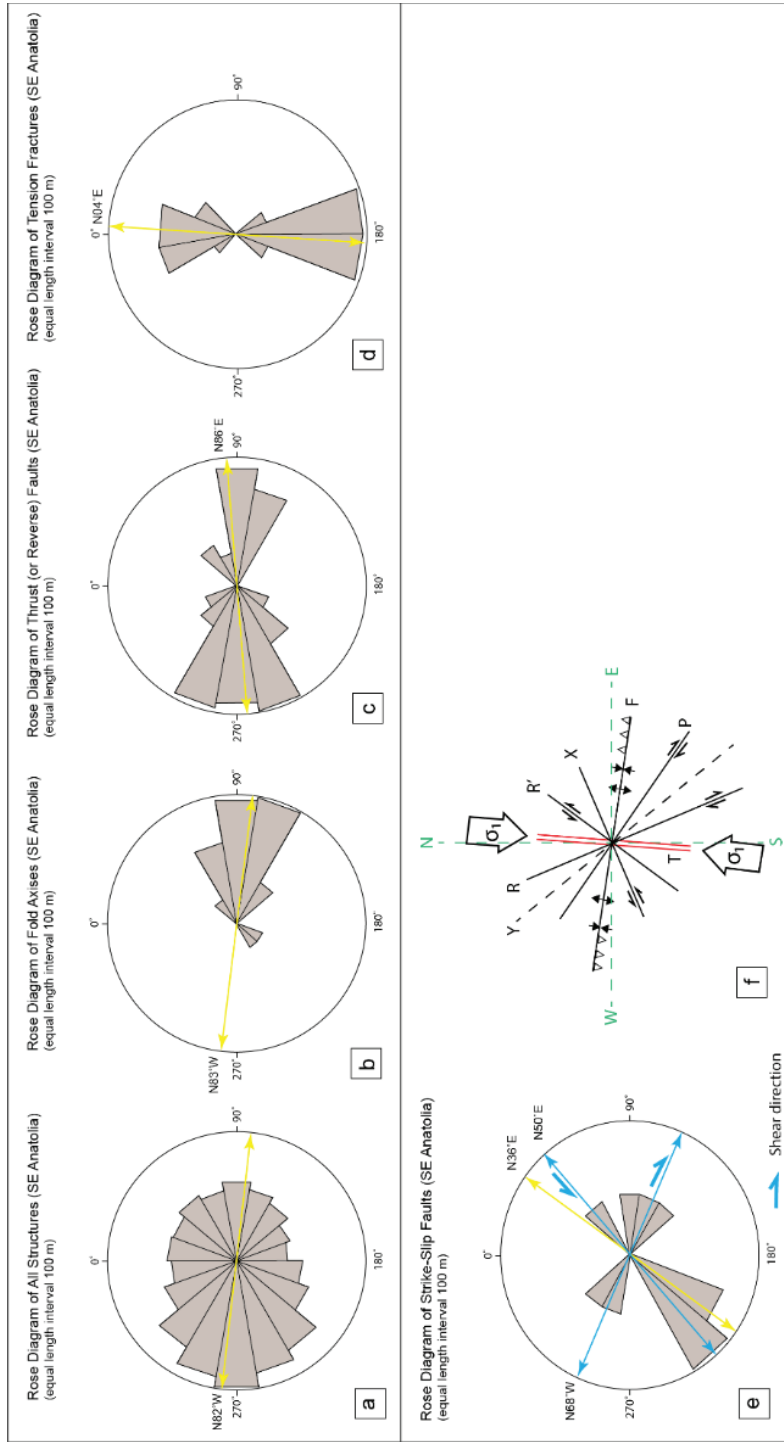 Rose Diagram of All Structures (SE Anatolia)
(equal length interval 100 m)
0°
90°
180°
270°
N82°W
a
Rose Diagram of Fold Axises (SE Anatolia)
(equal length interval 100 m)
0°
90°
180°
270°
N83°W
b
Rose Diagram of Thrust (or Reverse) Faults (SE Anatolia)
(equal length interval 100 m)
0°
N86°E
90°
180°
270°
c
Rose Diagram of Tension Fractures (SE Anatolia)
(equal length interval 100 m)
0°
N04°E
90°
180°
270°
d
Rose Diagram of Strike-Slip Faults (SE Anatolia)
(equal length interval 100 m)
0°
N36°E
N50°E
90°
180°
270°
N68°W
Shear direction
e
N
σ1
R'
R
X
Y
W
E
F
P
T
σ1
S
f